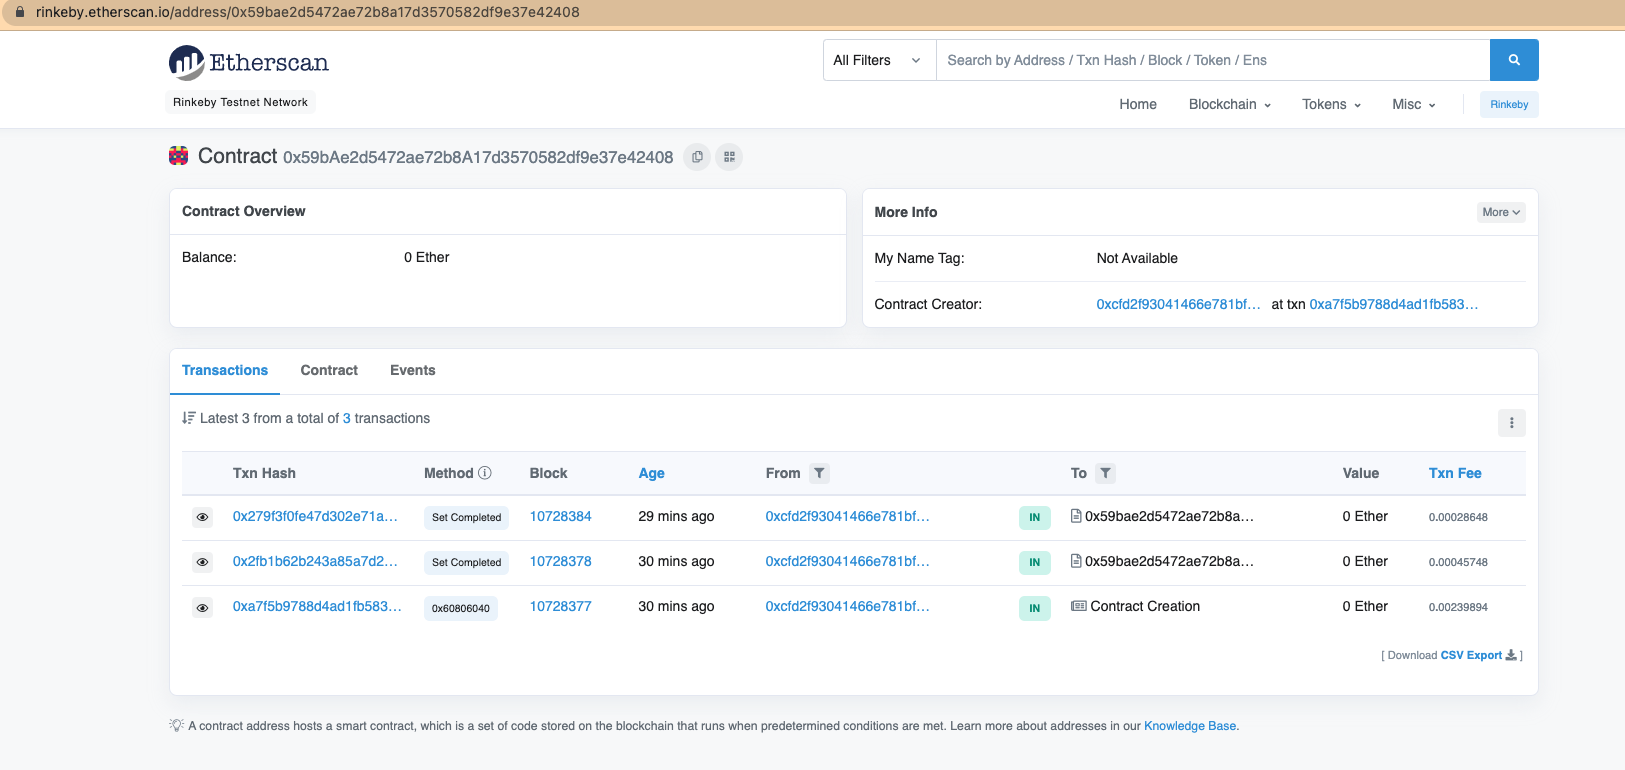 rinkeby.etherscan.io/address/0x59bae2d5472ae72b8a17d3570582df9e37e42408
Etherscan
All Filters
Search by Address / Txn Hash / Block / Token / Ens
Rinkeby Testnet Network
Home Blockchain Tokens Misc Rinkeby
Contract 0x59bAe2d5472ae72b8A17d3570582df9e37e42408
Contract Overview
Balance: 0 Ether
More Info More
My Name Tag: Not Available
Contract Creator: 0xcfd2f93041466e781bf… at txn 0xa7f5b9788d4ad1fb583…
Transactions Contract Events
Latest 3 from a total of 3 transactions
Txn Hash Method Block Age From To Value Txn Fee
0x279f3f0fe47d302e71a… Set Completed 10728384 29 mins ago 0xcfd2f93041466e781bf… IN 0x59bae2d5472ae72b8a… 0 Ether 0.00028648
0x2fb1b62b243a85a7d2… Set Completed 10728378 30 mins ago 0xcfd2f93041466e781bf… IN 0x59bae2d5472ae72b8a… 0 Ether 0.00045748
0xa7f5b9788d4ad1fb583… 0x60806040 10728377 30 mins ago 0xcfd2f93041466e781bf… IN Contract Creation 0 Ether 0.00239894
[ Download CSV Export ]
A contract address hosts a smart contract, which is a set of code stored on the blockchain that runs when predetermined conditions are met. Learn more about addresses in our Knowledge Base.